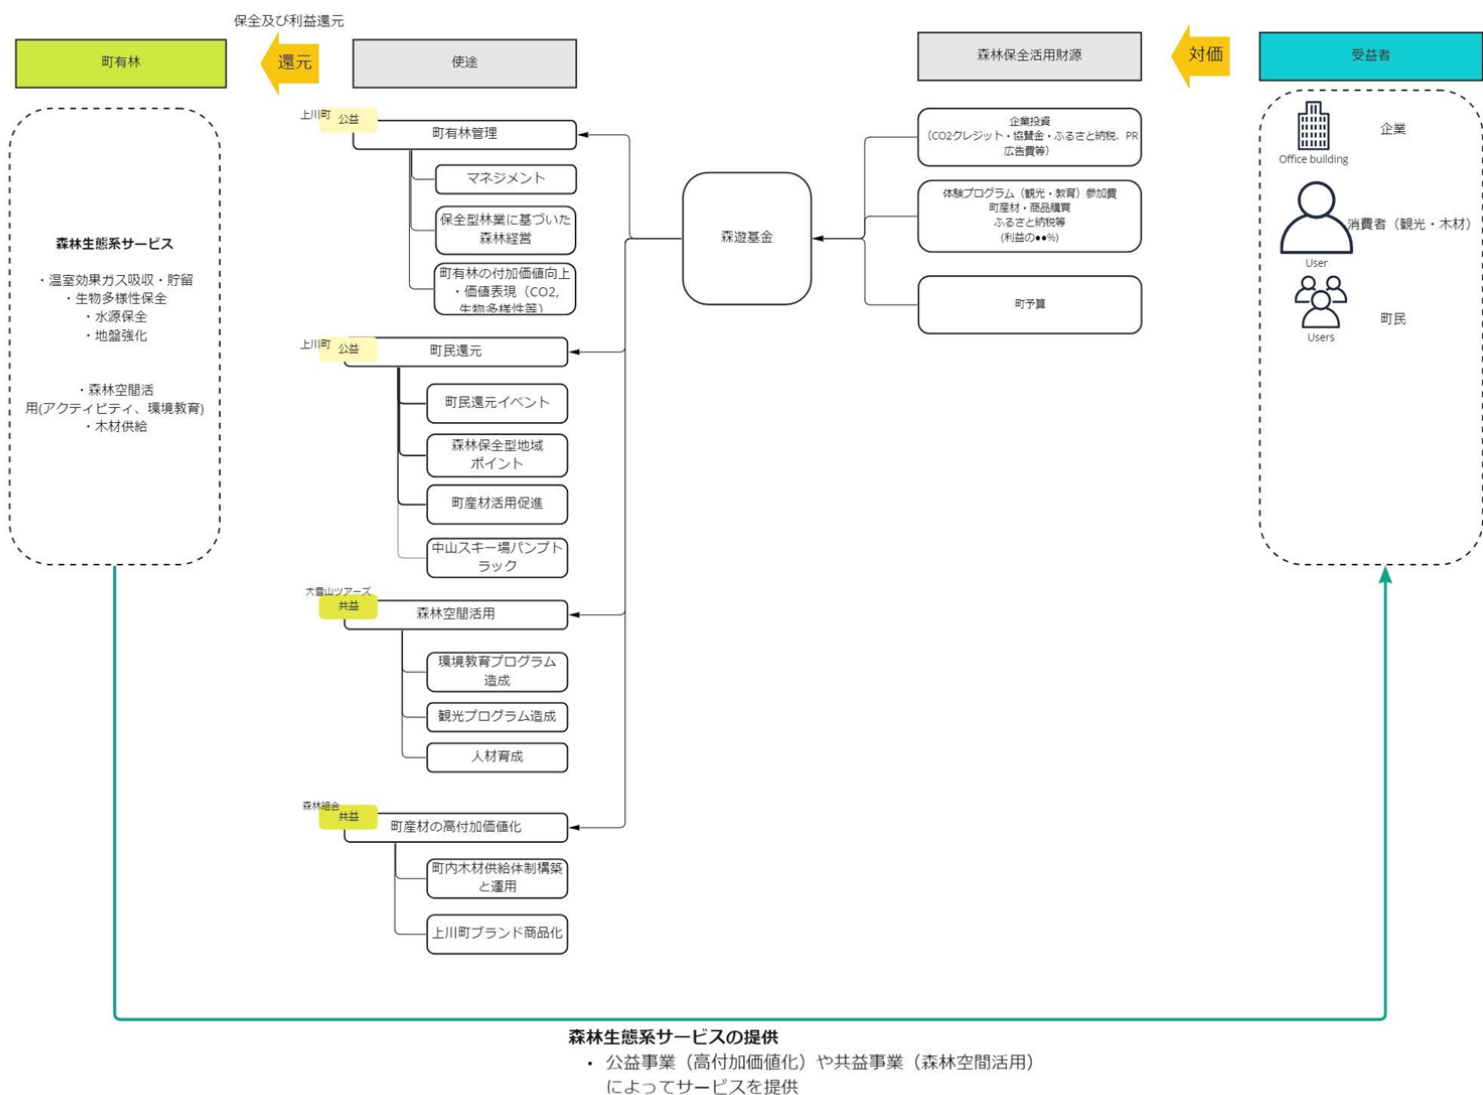 保全及び利益還元
町有林
還元
使途
森林保全活用財源
対価
受益者
森林生態系サービス
・温室効果ガス吸収・貯留
・生物多様性保全
・水源保全
・地盤強化
・森林空間活
用(アクティビティ、環境教育)
・木材供給
上川町
公益
町有林管理
マネジメント
保全型林業に基づいた
森林経営
町有林の付加価値向上
・価値表現（CO2,
生物多様性等）
上川町
公益
町民還元
町民還元イベント
森林保全型地域
ポイント
町産材活用促進
中山スキー場パンプト
ラック
大雪山ツアーズ
共益
森林空間活用
環境教育プログラム
造成
観光プログラム造成
人材育成
森林組合
共益
町産材の高付加価値化
町内木材供給体制構築
と運用
上川町ブランド商品化
森遊基金
企業投資
（CO2クレジット・協賛金・ふるさと納税、PR
広告費等）
体験プログラム（観光・教育）参加費
町産材・商品購買
ふるさと納税等
(利益の●●%)
町予算
企業
Office building
消費者（観光・木材）
User
町民
Users
森林生態系サービスの提供
・ 公益事業（高付加価値化）や共益事業（森林空間活用）
によってサービスを提供